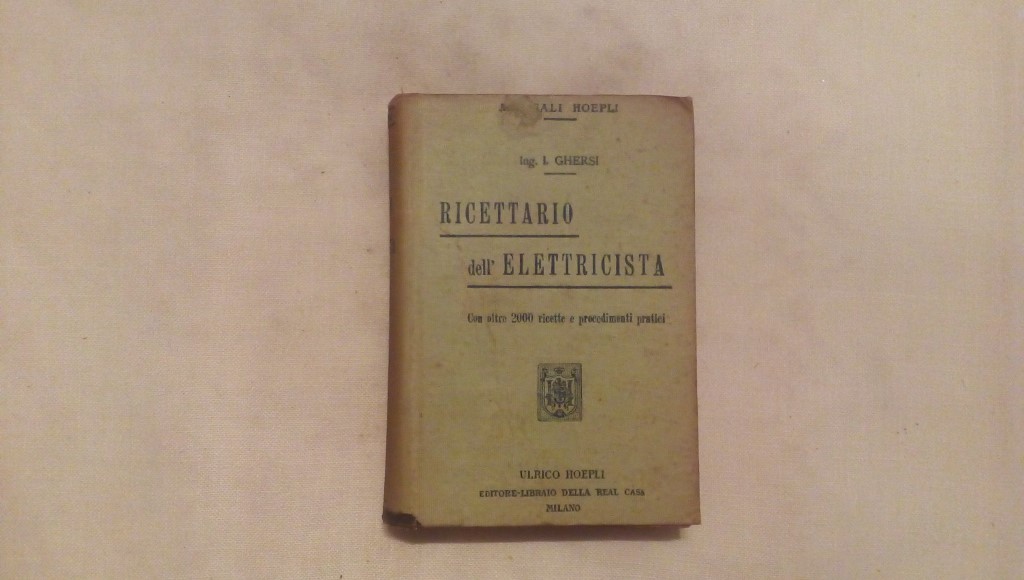 HOEPLI
Ing. I. GHERSI
RICETTARIO
dell' ELETTRICISTA
Con oltre 2000 ricette e procedimenti pratici
ULRICO HOEPLI
EDITORE-LIBRAIO DELLA REAL CASA
MILANO